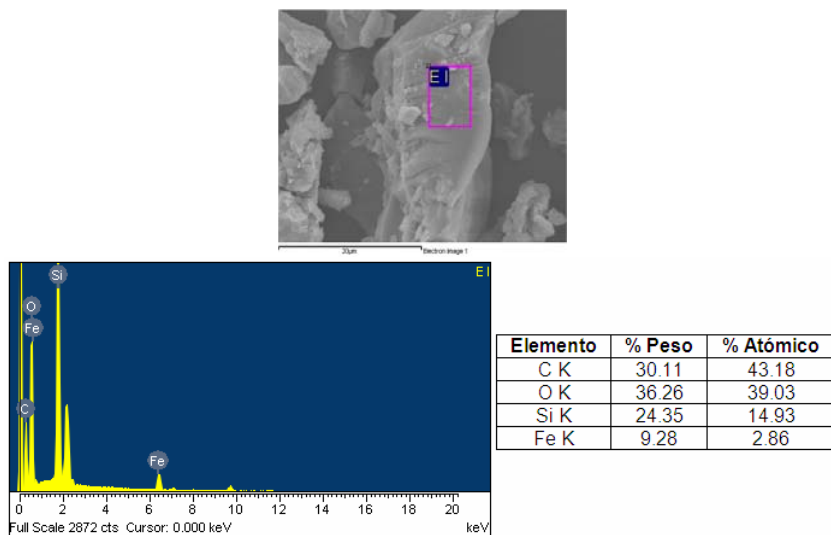 E I
20µm Electron image 1
E I
Si
O
Fe
C
Fe
0 2 4 6 8 10 12 14 16 18 20
Full Scale 2872 cts Cursor: 0.000 keV keV
Elemento % Peso % Atómico
C K 30.11 43.18
O K 36.26 39.03
Si K 24.35 14.93
Fe K 9.28 2.86